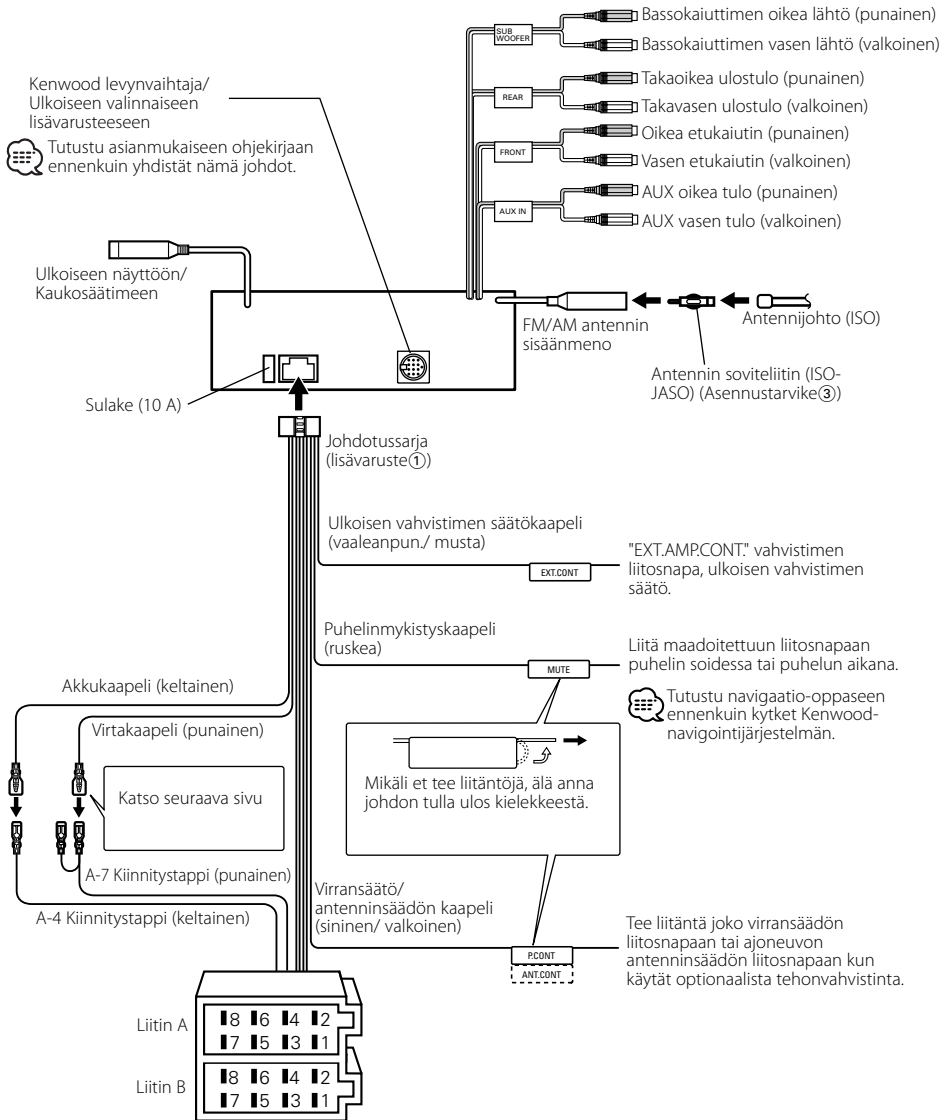 SUB
WOOFER
Bassokaiuttimen oikea lähtö (punainen)
Bassokaiuttimen vasen lähtö (valkoinen)
REAR
Takaoikea ulostulo (punainen)
Takavasen ulostulo (valkoinen)
FRONT
Oikea etukaiutin (punainen)
Vasen etukaiutin (valkoinen)
AUX IN
AUX oikea tulo (punainen)
AUX vasen tulo (valkoinen)
Kenwood levynvaihtaja/
Ulkoiseen valinnaiseen
lisävarusteeseen
Tutustu asianmukaiseen ohjekirjaan
ennenkuin yhdistät nämä johdot.
Ulkoiseen näyttöön/
Kaukosäätimeen
FM/AM antennin
sisäänmeno
Antennijohto (ISO)
Antennin soviteliitin (ISO-
JASO) (Asennustarvike③)
Sulake (10 A)
Johdotussarja
(lisävaruste①)
Ulkoisen vahvistimen säätökaapeli
(vaaleanpun./ musta)
EXT.CONT
"EXT.AMP.CONT." vahvistimen
liitosnapa, ulkoisen vahvistimen
säätö.
Puhelinmykistyskaapeli
(ruskea)
MUTE
Liitä maadoitettuun liitosnapaan
puhelin soidessa tai puhelun aikana.
Tutustu navigaatio-oppaseen
ennenkuin kytket Kenwood-
navigointijärjestelmän.
Akkukaapeli (keltainen)
Virtakaapeli (punainen)
Katso seuraava sivu
Mikäli et tee liitäntöjä, älä anna
johdon tulla ulos kielekkeestä.
A-7 Kiinnitystappi (punainen)
A-4 Kiinnitystappi (keltainen)
Virransäätö/
antenninsäädön kaapeli
(sininen/ valkoinen)
P.CONT
ANT.CONT
Tee liitäntä joko virransäädön
liitosnapaan tai ajoneuvon
antenninsäädön liitosnapaan kun
käytät optionaalista tehonvahvistinta.
Liitin A
8 6 4 2
7 5 3 1
Liitin B
8 6 4 2
7 5 3 1